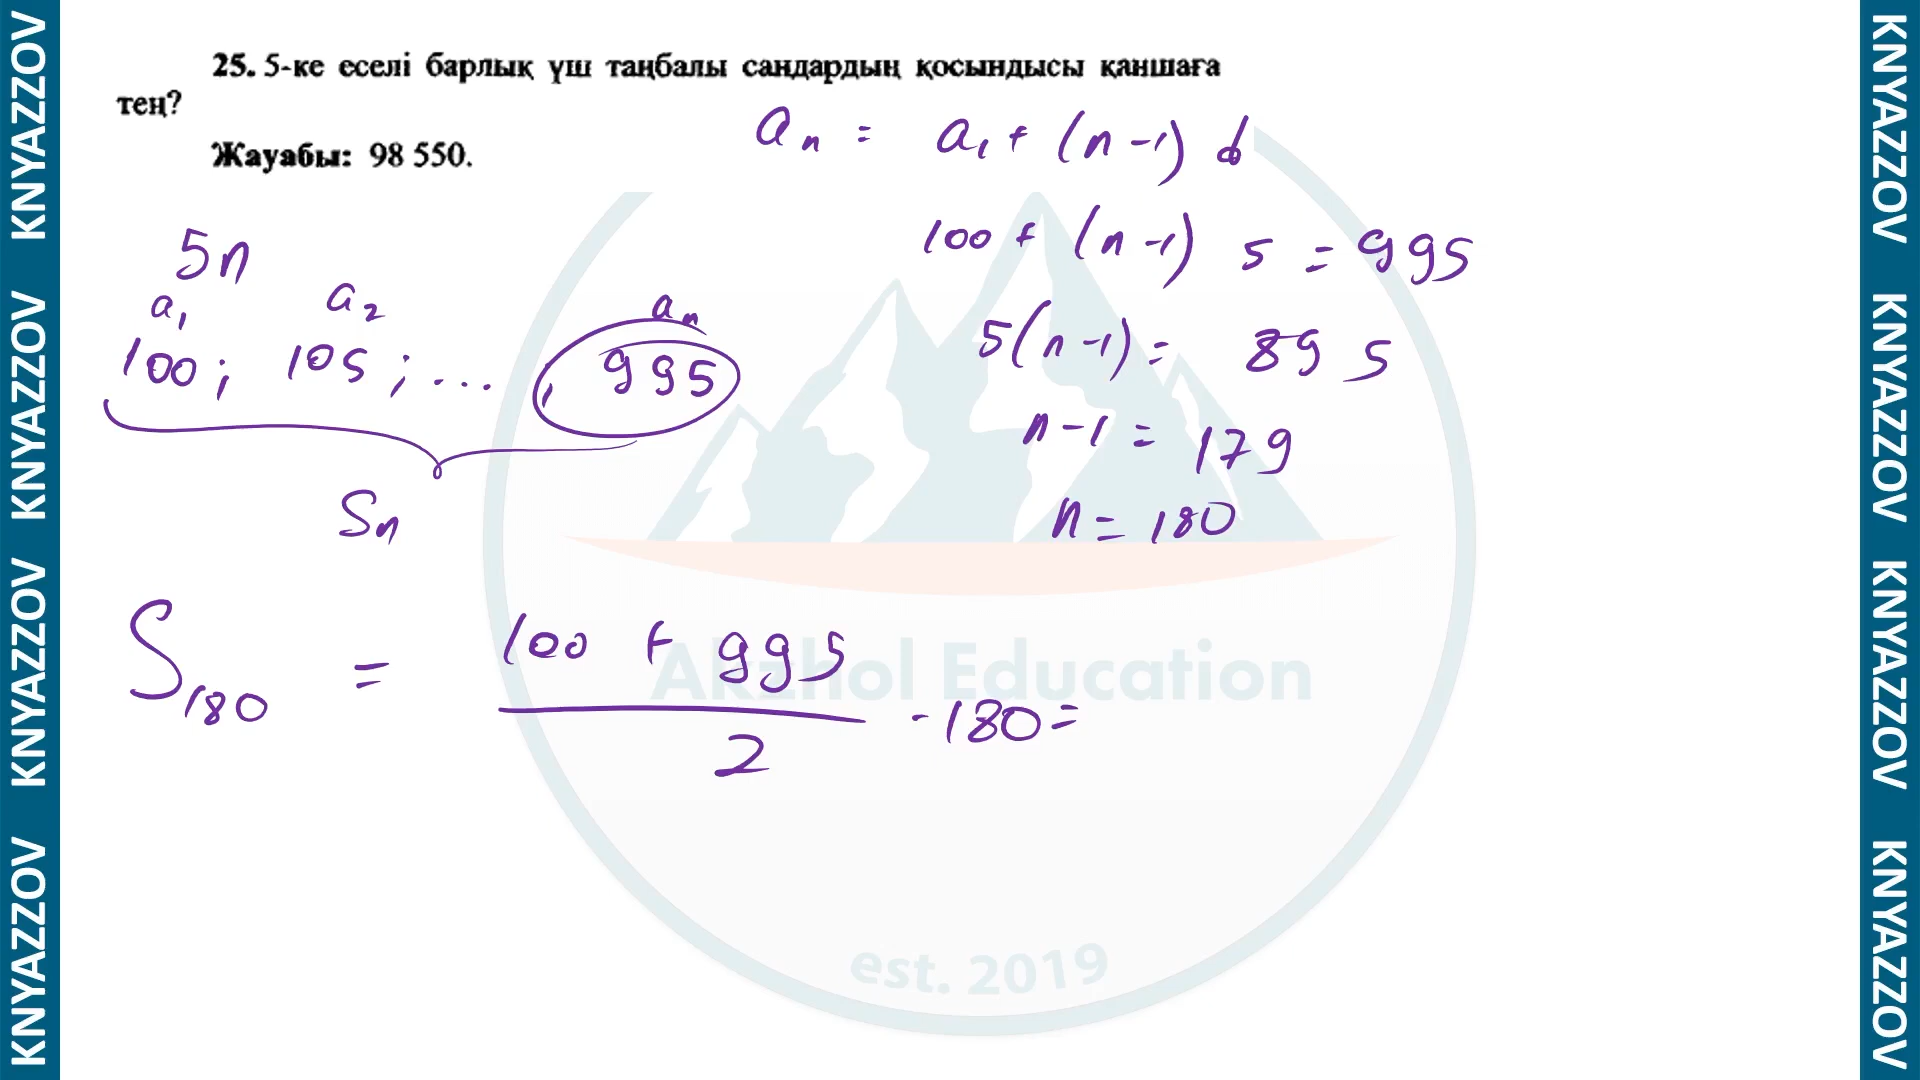 25. 5-ке еселі барлық үш таңбалы сандардың қосындысы қаншаға
тең?
Жауабы: 98 550.
aₙ = a₁ + (n-1) d
100 + (n-1) 5 = 995
5(n-1) = 895
n-1 = 179
n = 180
5n
a₁ a₂ aₙ
100; 105; ... , 995
Sₙ
S₁₈₀ = (100 + 995)/2 · 180 =
Akzhol Education
est. 2019
KNYAZZOV
KNYAZZOV
KNYAZZOV
KNYAZZOV
KNYAZZOV
KNYAZZOV
KNYAZZOV
KNYAZZOV